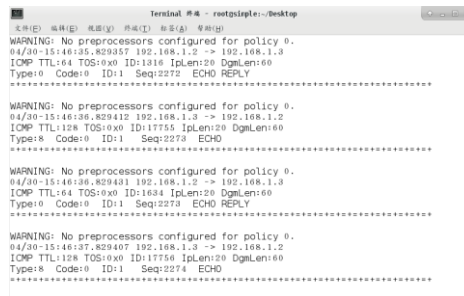 Terminal 终端 - root@simple:~/Desktop
文件(F) 编辑(E) 视图(V) 终端(T) 标签(A) 帮助(H)
WARNING: No preprocessors configured for policy 0.
04/30-15:46:35.829357 192.168.1.2 -> 192.168.1.3
ICMP TTL:64 TOS:0x0 ID:1316 IpLen:20 DgmLen:60
Type:0 Code:0 ID:1 Seq:2272 ECHO REPLY
=+=+=+=+=+=+=+=+=+=+=+=+=+=+=+=+=+=+=+=+=+=+=+=+=+=+=+=+=+=+=+=+=+=+=+=+=+
WARNING: No preprocessors configured for policy 0.
04/30-15:46:36.829412 192.168.1.3 -> 192.168.1.2
ICMP TTL:128 TOS:0x0 ID:17755 IpLen:20 DgmLen:60
Type:8 Code:0 ID:1 Seq:2273 ECHO
=+=+=+=+=+=+=+=+=+=+=+=+=+=+=+=+=+=+=+=+=+=+=+=+=+=+=+=+=+=+=+=+=+=+=+=+=+
WARNING: No preprocessors configured for policy 0.
04/30-15:46:36.829431 192.168.1.2 -> 192.168.1.3
ICMP TTL:64 TOS:0x0 ID:1634 IpLen:20 DgmLen:60
Type:0 Code:0 ID:1 Seq:2273 ECHO REPLY
=+=+=+=+=+=+=+=+=+=+=+=+=+=+=+=+=+=+=+=+=+=+=+=+=+=+=+=+=+=+=+=+=+=+=+=+=+
WARNING: No preprocessors configured for policy 0.
04/30-15:46:37.829407 192.168.1.3 -> 192.168.1.2
ICMP TTL:128 TOS:0x0 ID:17756 IpLen:20 DgmLen:60
Type:8 Code:0 ID:1 Seq:2274 ECHO
=+=+=+=+=+=+=+=+=+=+=+=+=+=+=+=+=+=+=+=+=+=+=+=+=+=+=+=+=+=+=+=+=+=+=+=+=+